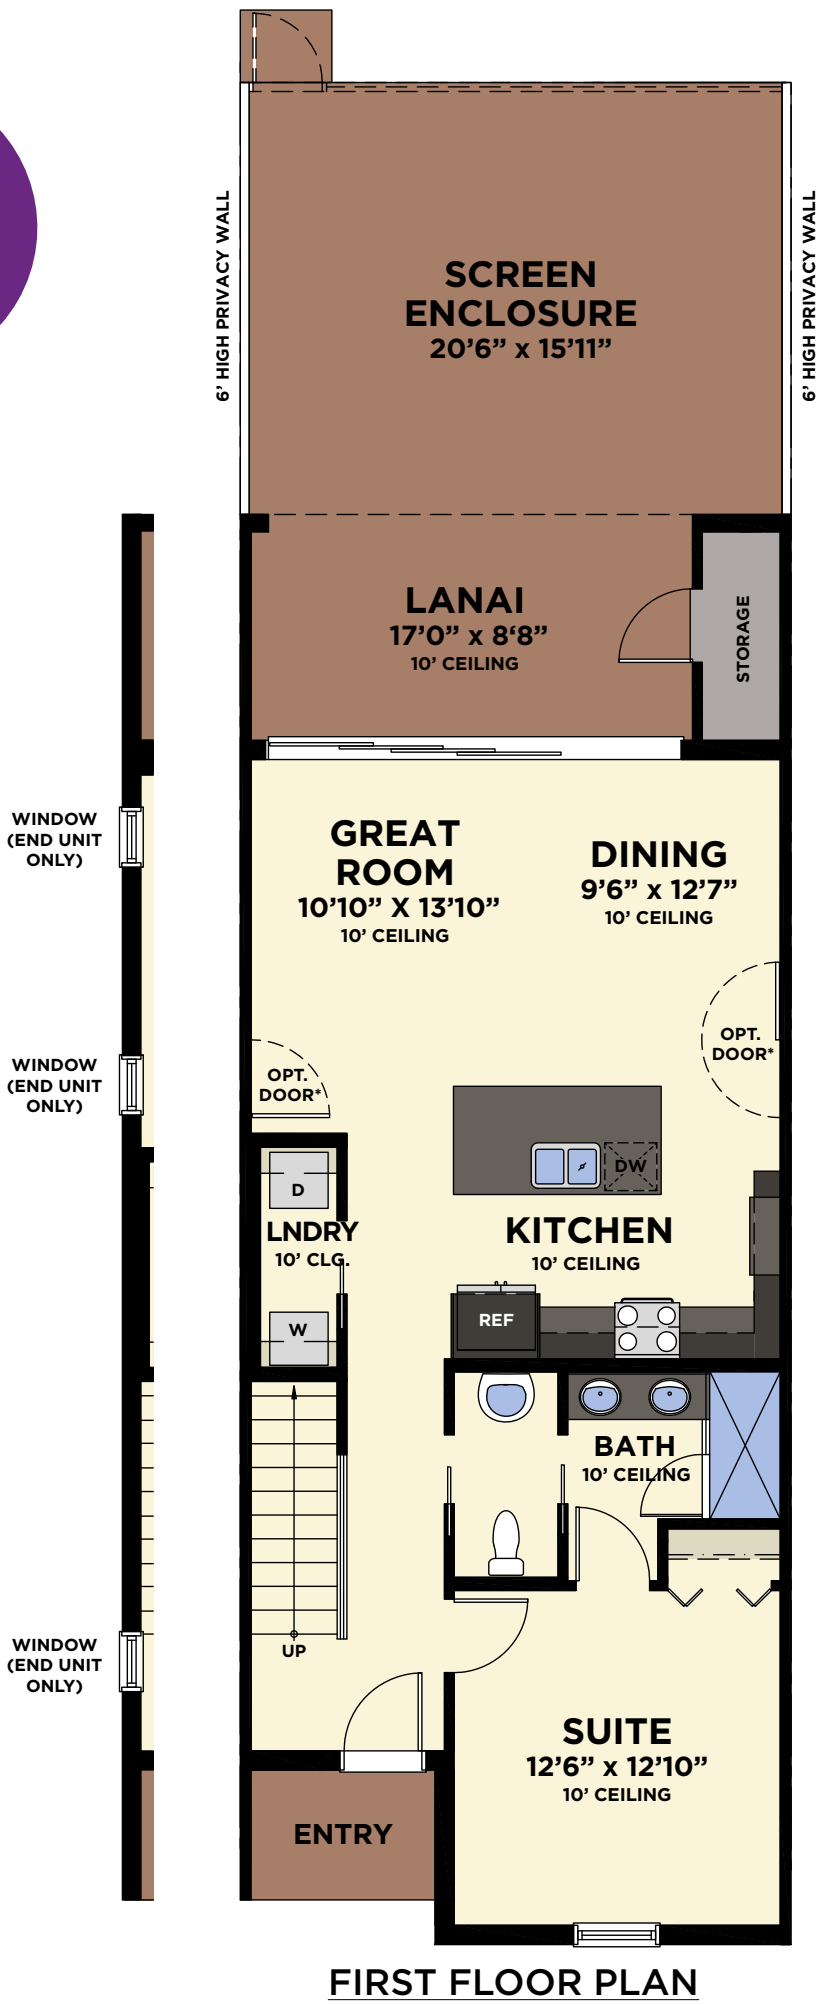 6' HIGH PRIVACY WALL
6' HIGH PRIVACY WALL
SCREEN
ENCLOSURE
20'6” x 15'11”
LANAI
17'0” x 8‘8”
10' CEILING
STORAGE
WINDOW
(END UNIT
ONLY)
GREAT
ROOM
10'10” X 13'10”
10' CEILING
DINING
9'6” x 12'7”
10' CEILING
WINDOW
(END UNIT
ONLY)
OPT.
DOOR*
OPT.
DOOR*
DW
D
LNDRY
10' CLG.
W
KITCHEN
10' CEILING
REF
BATH
10' CEILING
UP
WINDOW
(END UNIT
ONLY)
SUITE
12'6” x 12'10”
10' CEILING
ENTRY
FIRST FLOOR PLAN